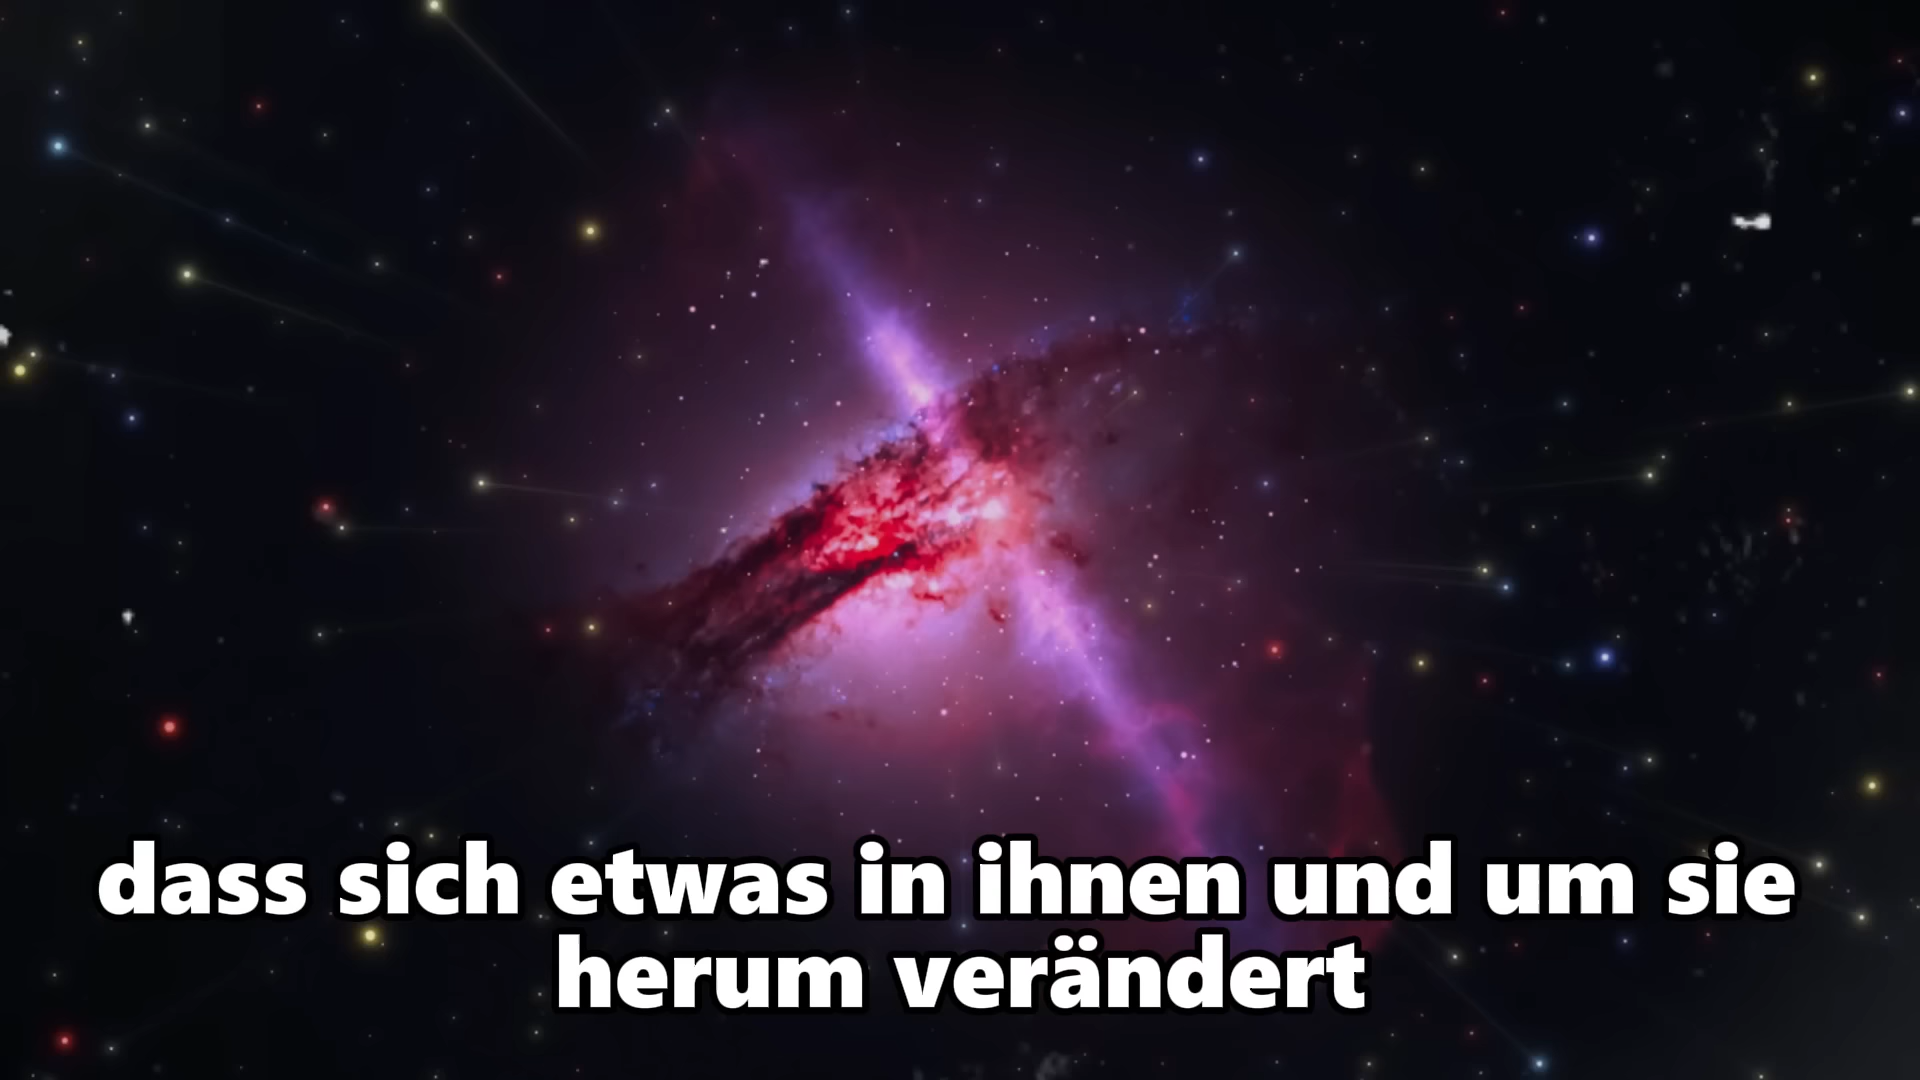 dass sich etwas in ihnen und um sie
herum verändert